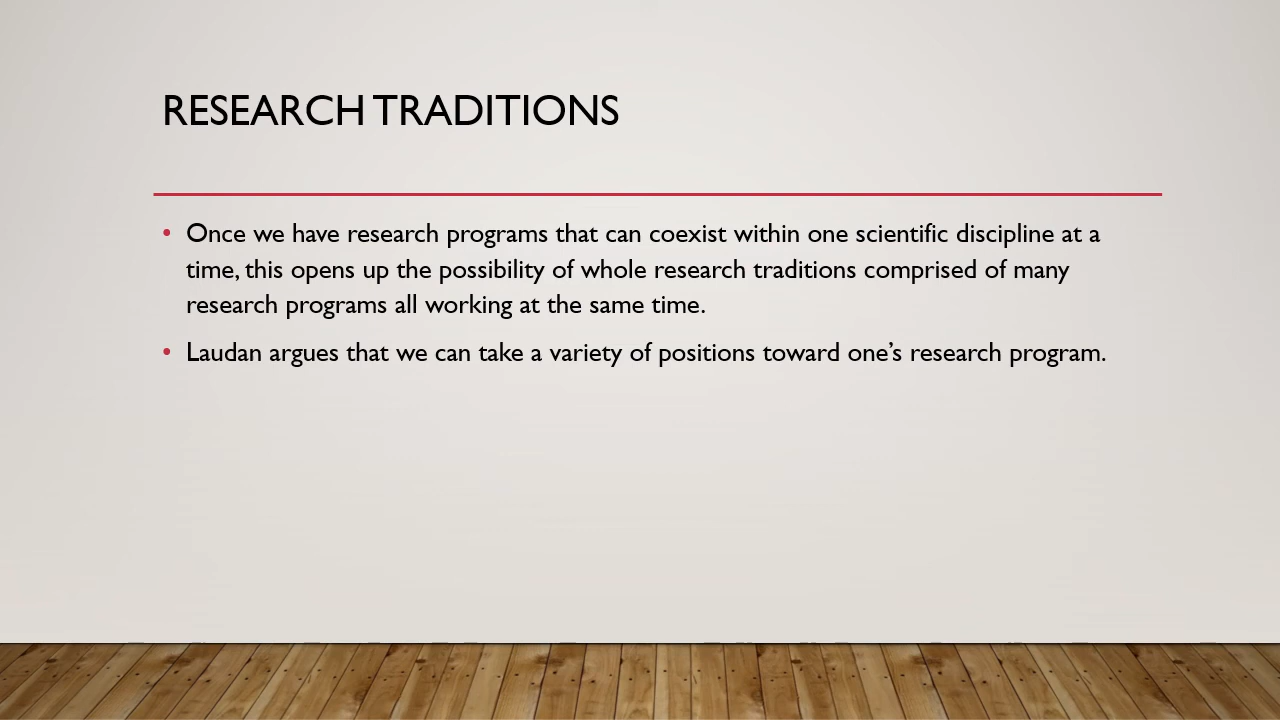 RESEARCH TRADITIONS
• Once we have research programs that can coexist within one scientific discipline at a
time, this opens up the possibility of whole research traditions comprised of many
research programs all working at the same time.
• Laudan argues that we can take a variety of positions toward one’s research program.